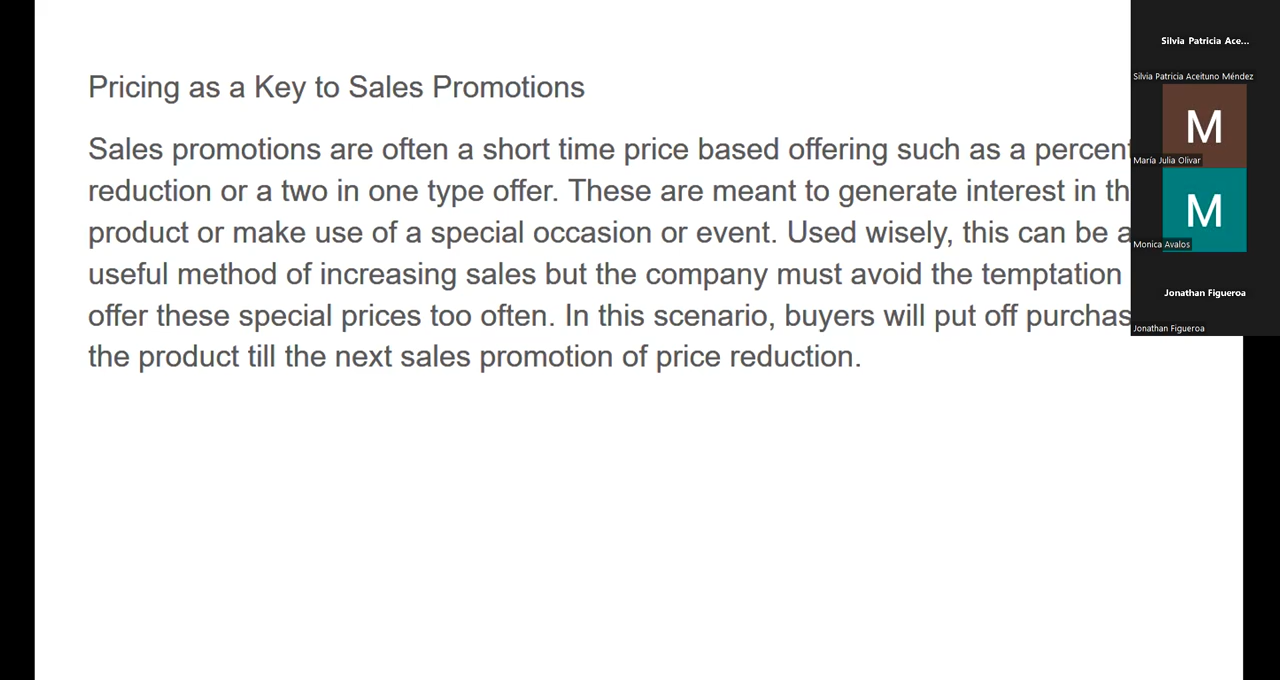 Pricing as a Key to Sales Promotions
Sales promotions are often a short time price based offering such as a percent
reduction or a two in one type offer. These are meant to generate interest in th
product or make use of a special occasion or event. Used wisely, this can be a
useful method of increasing sales but the company must avoid the temptation
offer these special prices too often. In this scenario, buyers will put off purchas
the product till the next sales promotion of price reduction.
Silvia Patricia Ace...
Silvia Patricia Aceituno Méndez
M
María Julia Olivar
M
Monica Avalos
Jonathan Figueroa
Jonathan Figueroa